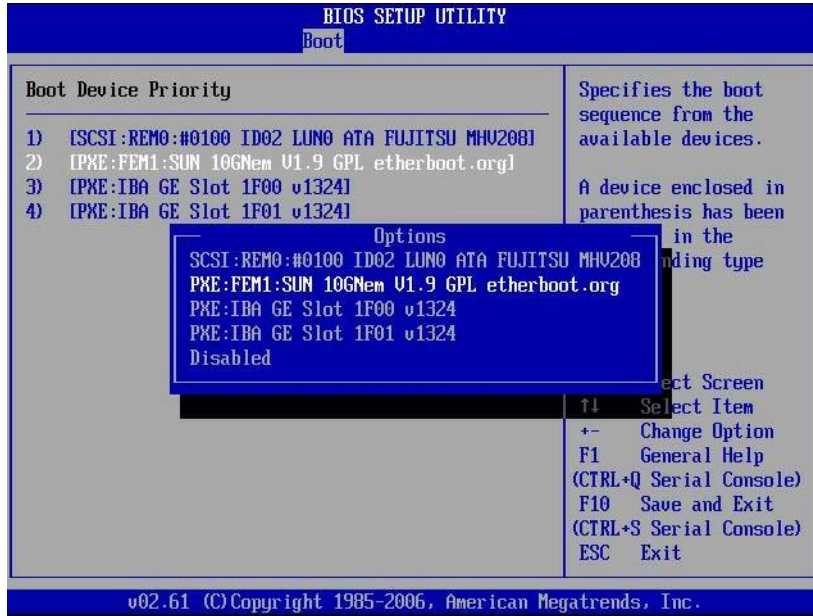 BIOS SETUP UTILITY
Boot
Boot Device Priority
1) [SCSI:REM0:#0100 ID02 LUN0 ATA FUJITSU MHV208]
2) [PXE:FEM1:SUN 10GNem V1.9 GPL etherboot.org]
3) [PXE:IBA GE Slot 1F00 v1324]
4) [PXE:IBA GE Slot 1F01 v1324]
Options
SCSI:REM0:#0100 ID02 LUN0 ATA FUJITSU MHV208
PXE:FEM1:SUN 10GNem V1.9 GPL etherboot.org
PXE:IBA GE Slot 1F00 v1324
PXE:IBA GE Slot 1F01 v1324
Disabled
Specifies the boot
sequence from the
available devices.
A device enclosed in
parenthesis has been
in the
type
Screen
↑↓ Select Item
+- Change Option
F1 General Help
(CTRL+Q Serial Console)
F10 Save and Exit
(CTRL+S Serial Console)
ESC Exit
v02.61 (C)Copyright 1985-2006, American Megatrends, Inc.